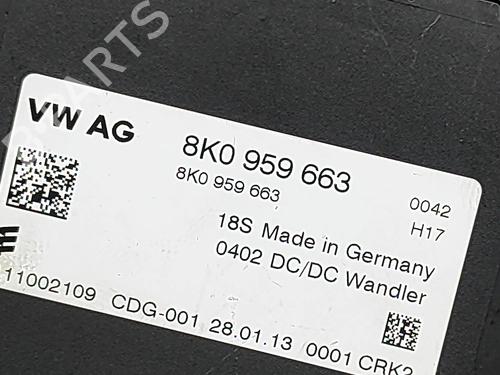 VW AG
8K0 959 663
8K0 959 663
0042
H17
18S Made in Germany
0402 DC/DC Wandler
11002109 CDG-001 28.01.13 0001 CRK2